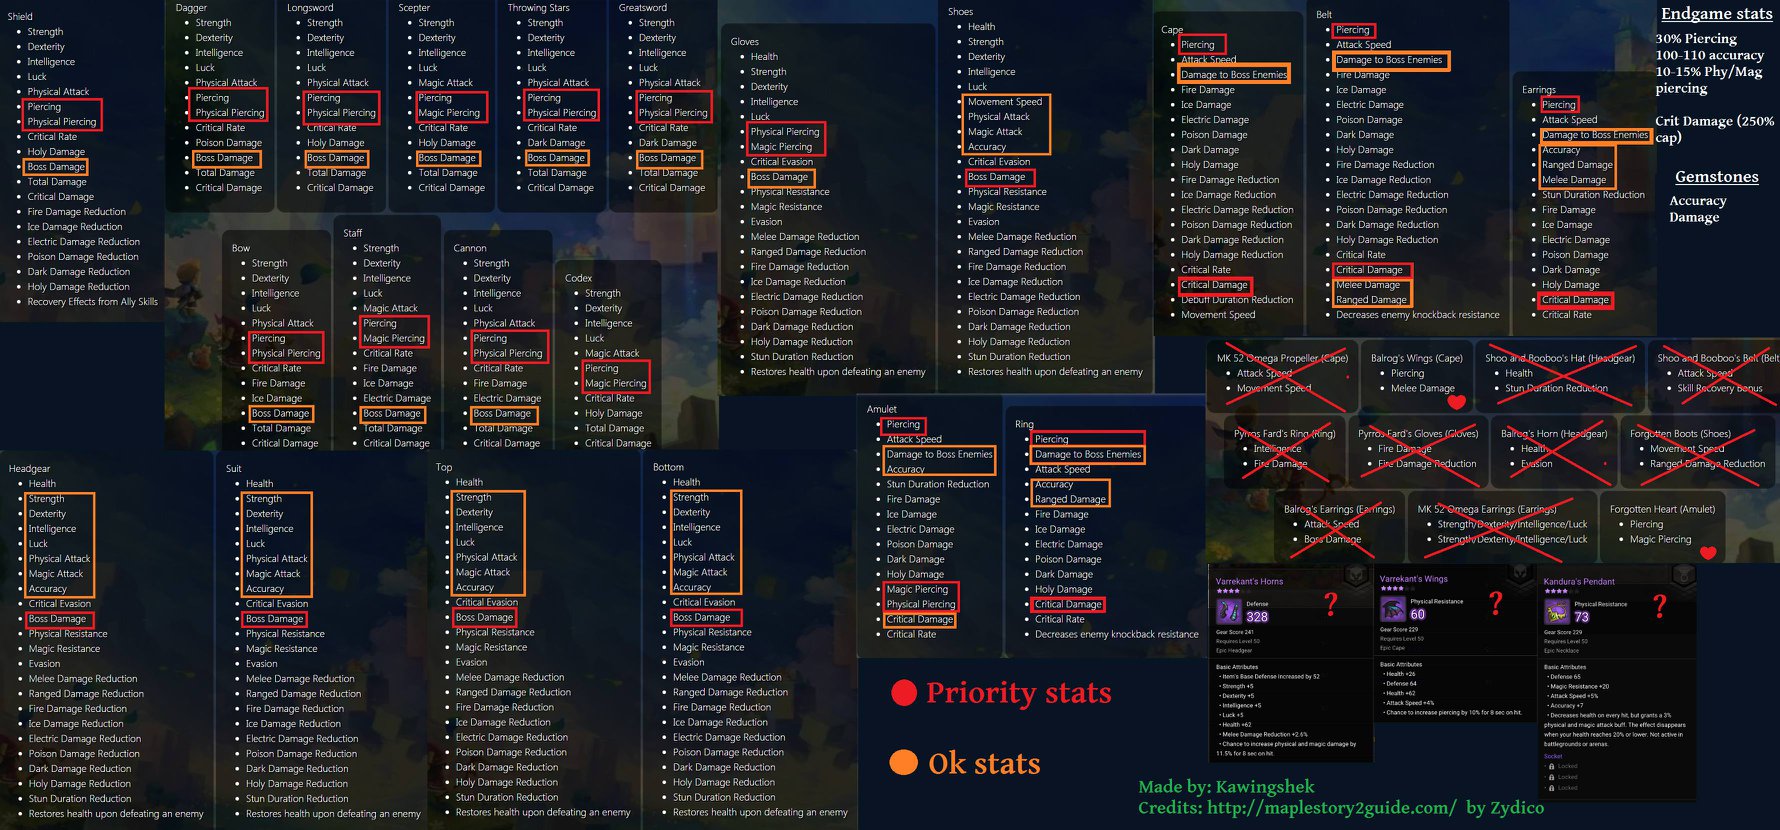 Shield
Strength
Dexterity
Intelligence
Luck
Physical Attack
Piercing
Physical Piercing
Critical Rate
Holy Damage
Boss Damage
Total Damage
Critical Damage
Fire Damage Reduction
Ice Damage Reduction
Electric Damage Reduction
Poison Damage Reduction
Dark Damage Reduction
Holy Damage Reduction
Recovery Effects from Ally Skills
Dagger
Strength
Dexterity
Intelligence
Luck
Physical Attack
Piercing
Physical Piercing
Critical Rate
Poison Damage
Boss Damage
Total Damage
Critical Damage
Longsword
Strength
Dexterity
Intelligence
Luck
Physical Attack
Piercing
Physical Piercing
Critical Rate
Holy Damage
Boss Damage
Total Damage
Critical Damage
Scepter
Strength
Dexterity
Intelligence
Luck
Magic Attack
Piercing
Magic Piercing
Critical Rate
Holy Damage
Boss Damage
Total Damage
Critical Damage
Throwing Stars
Strength
Dexterity
Intelligence
Luck
Physical Attack
Piercing
Physical Piercing
Critical Rate
Dark Damage
Boss Damage
Total Damage
Critical Damage
Greatsword
Strength
Dexterity
Intelligence
Luck
Physical Attack
Piercing
Physical Piercing
Critical Rate
Dark Damage
Boss Damage
Total Damage
Critical Damage
Bow
Strength
Dexterity
Intelligence
Luck
Physical Attack
Piercing
Physical Piercing
Critical Rate
Fire Damage
Ice Damage
Boss Damage
Total Damage
Critical Damage
Staff
Strength
Dexterity
Intelligence
Luck
Magic Attack
Piercing
Magic Piercing
Critical Rate
Fire Damage
Ice Damage
Electric Damage
Boss Damage
Total Damage
Critical Damage
Cannon
Strength
Dexterity
Intelligence
Luck
Physical Attack
Piercing
Physical Piercing
Critical Rate
Fire Damage
Electric Damage
Boss Damage
Total Damage
Critical Damage
Codex
Strength
Dexterity
Intelligence
Luck
Magic Attack
Piercing
Magic Piercing
Critical Rate
Holy Damage
Boss Damage
Total Damage
Critical Damage
Gloves
Health
Strength
Dexterity
Intelligence
Luck
Physical Piercing
Magic Piercing
Critical Evasion
Boss Damage
Physical Resistance
Magic Resistance
Evasion
Melee Damage Reduction
Ranged Damage Reduction
Fire Damage Reduction
Ice Damage Reduction
Electric Damage Reduction
Poison Damage Reduction
Dark Damage Reduction
Holy Damage Reduction
Stun Duration Reduction
Restores health upon defeating an enemy
Shoes
Health
Strength
Dexterity
Intelligence
Luck
Movement Speed
Physical Attack
Magic Attack
Accuracy
Critical Evasion
Boss Damage
Physical Resistance
Magic Resistance
Evasion
Melee Damage Reduction
Ranged Damage Reduction
Fire Damage Reduction
Ice Damage Reduction
Electric Damage Reduction
Poison Damage Reduction
Dark Damage Reduction
Holy Damage Reduction
Stun Duration Reduction
Restores health upon defeating an enemy
Cape
Piercing
Attack Speed
Damage to Boss Enemies
Fire Damage
Ice Damage
Electric Damage
Poison Damage
Dark Damage
Holy Damage
Fire Damage Reduction
Ice Damage Reduction
Electric Damage Reduction
Poison Damage Reduction
Dark Damage Reduction
Holy Damage Reduction
Critical Rate
Critical Damage
Debuff Duration Reduction
Movement Speed
Belt
Piercing
Attack Speed
Damage to Boss Enemies
Fire Damage
Ice Damage
Electric Damage
Poison Damage
Dark Damage
Holy Damage
Fire Damage Reduction
Ice Damage Reduction
Electric Damage Reduction
Poison Damage Reduction
Dark Damage Reduction
Holy Damage Reduction
Critical Rate
Critical Damage
Melee Damage
Ranged Damage
Decreases enemy knockback resistance
Earrings
Piercing
Attack Speed
Damage to Boss Enemies
Accuracy
Ranged Damage
Melee Damage
Stun Duration Reduction
Fire Damage
Ice Damage
Electric Damage
Poison Damage
Dark Damage
Holy Damage
Critical Damage
Critical Rate
Endgame stats
30% Piercing
100-110 accuracy
10-15% Phy/Mag
piercing
Crit Damage (250%
cap)
Gemstones
Accuracy
Damage
MK 52 Omega Propeller (Cape)
Attack Speed
Movement Speed
Balrog's Wings (Cape)
Piercing
Melee Damage
Shoo and Booboo's Hat (Headgear)
Health
Stun Duration Reduction
Shoo and Booboo's Belt (Belt
Attack Speed
Skill Recovery Bonus
Pyrros Fard's Ring (Ring)
Intelligence
Fire Damage
Pyrros Fard's Gloves (Gloves)
Fire Damage
Fire Damage Reduction
Balrog's Horn (Headgear)
Health
Evasion
Forgotten Boots (Shoes)
Movement Speed
Ranged Damage Reduction
Balrog's Earrings (Earrings)
Attack Speed
Boss Damage
MK 52 Omega Earrings (Earrings)
Strength/Dexterity/Intelligence/Luck
Strength/Dexterity/Intelligence/Luck
Forgotten Heart (Amulet)
Piercing
Magic Piercing
Headgear
Health
Strength
Dexterity
Intelligence
Luck
Physical Attack
Magic Attack
Accuracy
Critical Evasion
Boss Damage
Physical Resistance
Magic Resistance
Evasion
Melee Damage Reduction
Ranged Damage Reduction
Fire Damage Reduction
Ice Damage Reduction
Electric Damage Reduction
Poison Damage Reduction
Dark Damage Reduction
Holy Damage Reduction
Stun Duration Reduction
Restores health upon defeating an enemy
Suit
Health
Strength
Dexterity
Intelligence
Luck
Physical Attack
Magic Attack
Accuracy
Critical Evasion
Boss Damage
Physical Resistance
Magic Resistance
Evasion
Melee Damage Reduction
Ranged Damage Reduction
Fire Damage Reduction
Ice Damage Reduction
Electric Damage Reduction
Poison Damage Reduction
Dark Damage Reduction
Holy Damage Reduction
Stun Duration Reduction
Restores health upon defeating an enemy
Top
Health
Strength
Dexterity
Intelligence
Luck
Physical Attack
Magic Attack
Accuracy
Critical Evasion
Boss Damage
Physical Resistance
Magic Resistance
Evasion
Melee Damage Reduction
Ranged Damage Reduction
Fire Damage Reduction
Ice Damage Reduction
Electric Damage Reduction
Poison Damage Reduction
Dark Damage Reduction
Holy Damage Reduction
Stun Duration Reduction
Restores health upon defeating an enemy
Bottom
Health
Strength
Dexterity
Intelligence
Luck
Physical Attack
Magic Attack
Accuracy
Critical Evasion
Boss Damage
Physical Resistance
Magic Resistance
Evasion
Melee Damage Reduction
Ranged Damage Reduction
Fire Damage Reduction
Ice Damage Reduction
Electric Damage Reduction
Poison Damage Reduction
Dark Damage Reduction
Holy Damage Reduction
Stun Duration Reduction
Restores health upon defeating an enemy
Amulet
Piercing
Attack Speed
Damage to Boss Enemies
Accuracy
Stun Duration Reduction
Fire Damage
Ice Damage
Electric Damage
Poison Damage
Dark Damage
Holy Damage
Magic Piercing
Physical Piercing
Critical Damage
Critical Rate
Ring
Piercing
Damage to Boss Enemies
Attack Speed
Accuracy
Ranged Damage
Fire Damage
Ice Damage
Electric Damage
Poison Damage
Dark Damage
Holy Damage
Critical Damage
Critical Rate
Decreases enemy knockback resistance
Varrekant's Horns
Defense
328
?
Gear Score 241
Requires Level 50
Epic Headgear
Basic Attributes
Item's Base Defense increased by 52
Strength +5
Dexterity +5
Intelligence +5
Luck +5
Health +62
Melee Damage Reduction +2.6%
Chance to increase physical and magic damage by
11.5% for 8 sec on hit.
Varrekant's Wings
Physical Resistance
60
?
Gear Score 229
Requires Level 50
Epic Cape
Basic Attributes
Health +26
Defense 64
Health +62
Attack Speed +4%
Chance to increase piercing by 10% for 8 sec on hit.
Kandura's Pendant
Physical Resistance
73
?
Gear Score 229
Requires Level 50
Epic Necklace
Basic Attributes
Defense 65
Magic Resistance +20
Attack Speed +5%
Accuracy +7
Decreases health on every hit, but grants a 3%
physical and magic attack buff. The effect disappears
when your health reaches 20% or lower. Not active in
battlegrounds or arenas.
Socket
Locked
Locked
Locked
Priority stats
Ok stats
Made by: Kawingshek
Credits: http://maplestory2guide.com/ by Zydico